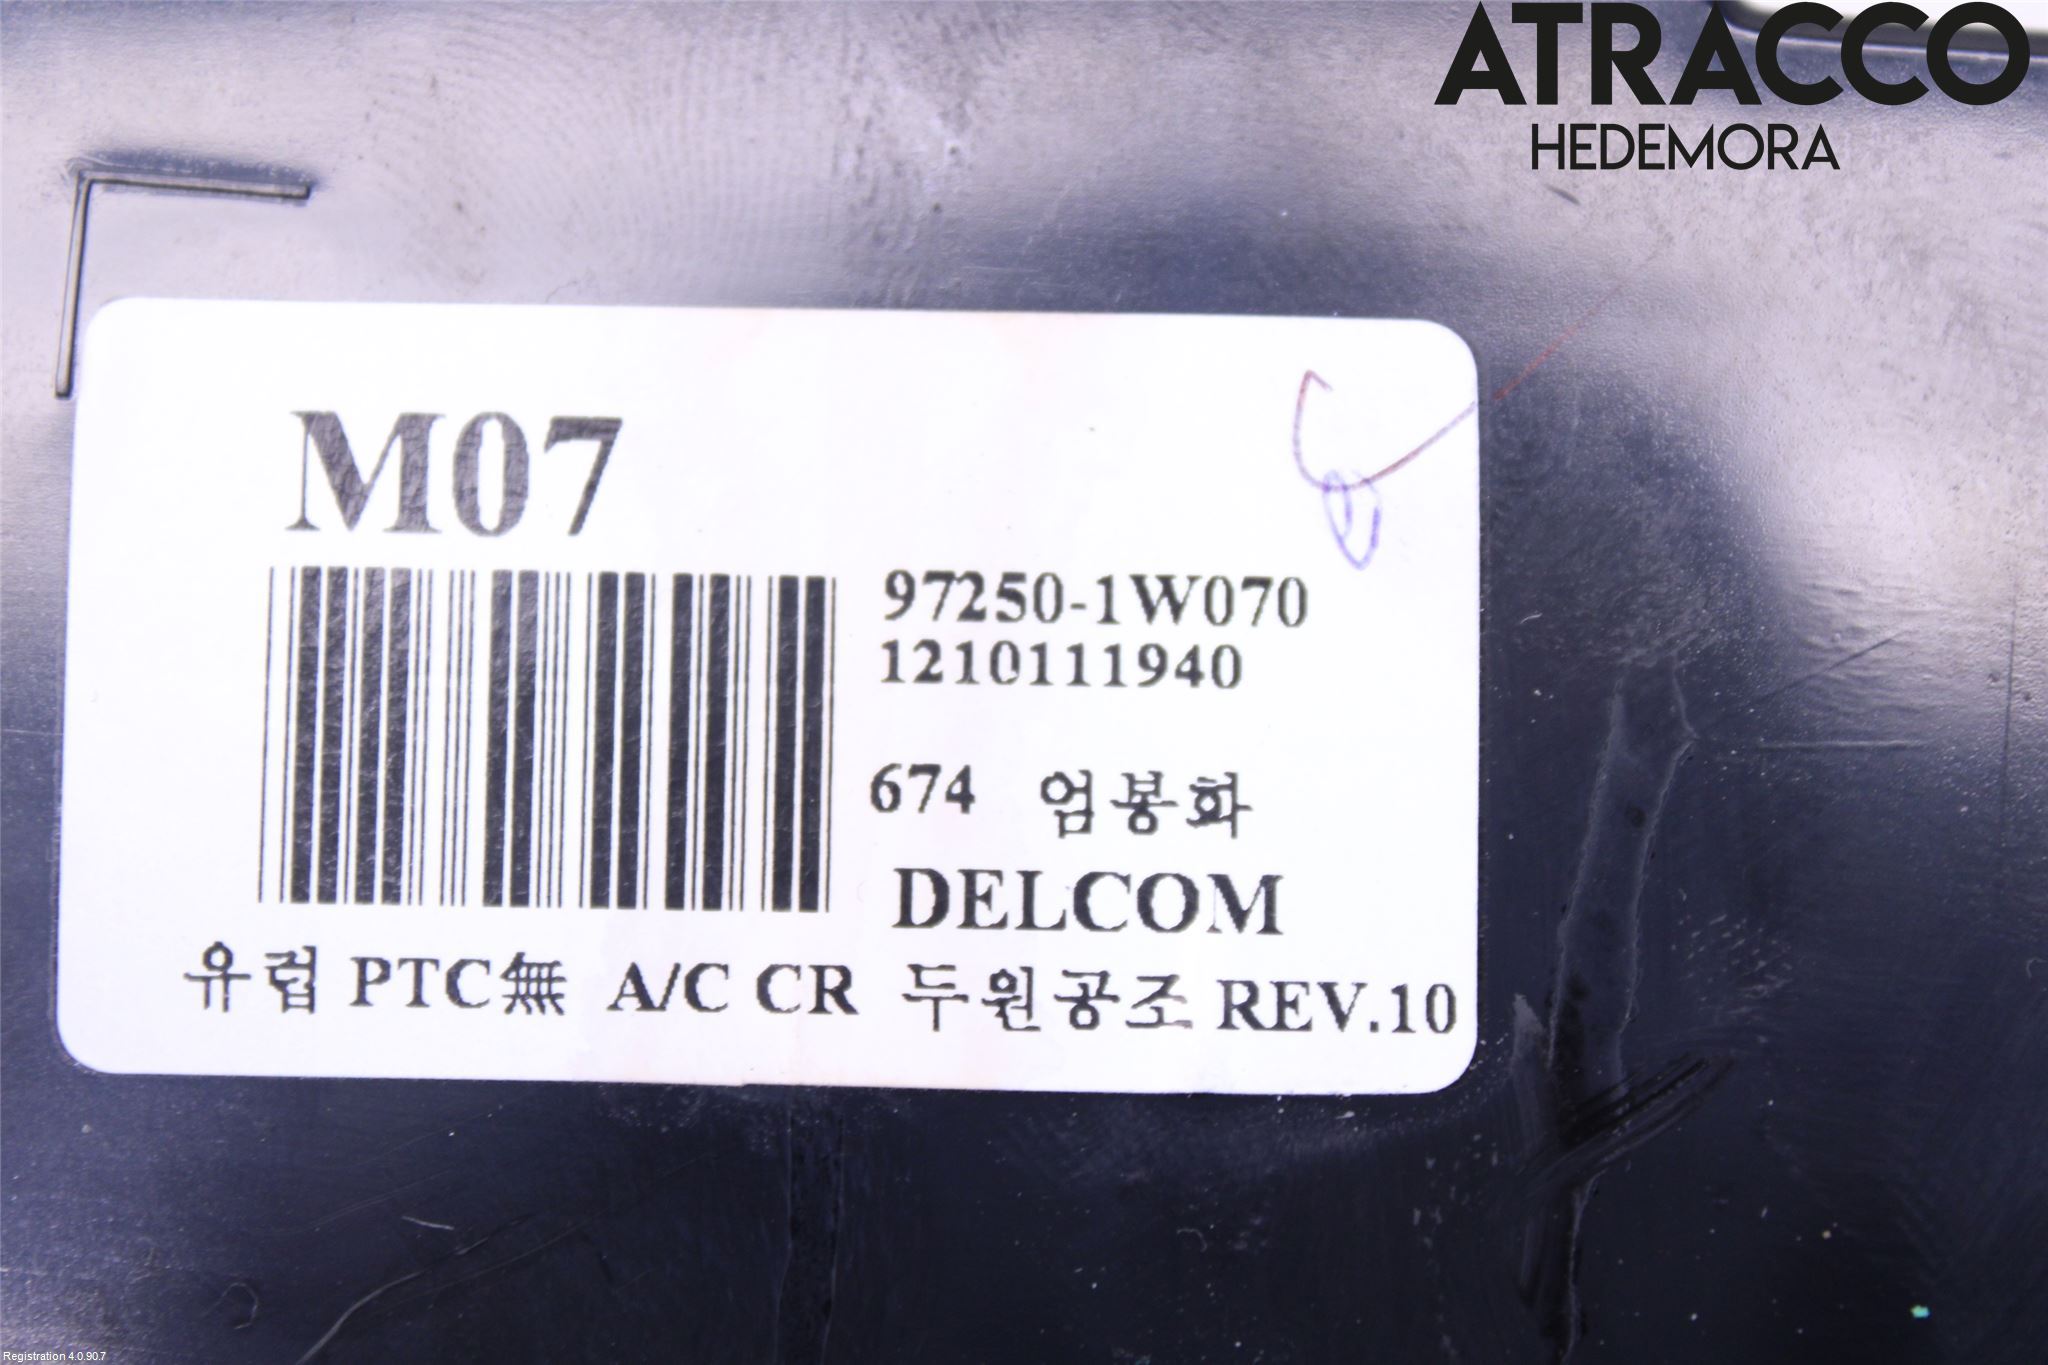 ATRACCO
HEDEMORA
M07
97250-1W070
1210111940
674 엄봉화
DELCOM
유럽 PTC無 A/C CR 두원공조 REV.10
Registration 4.0.90.7